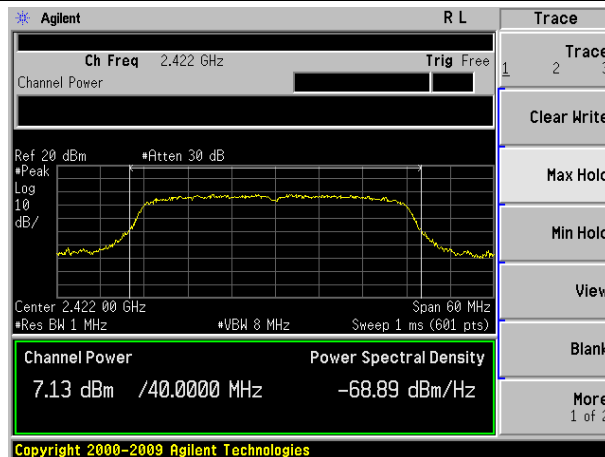 Agilent R L Trace
Ch Freq 2.422 GHz Trig Free
Channel Power
Trace
1 2 3
Clear Write
Max Hold
Min Hold
View
Blank
More
1 of 2
Ref 20 dBm #Atten 30 dB
#Peak
Log
10
dB/
Center 2.422 00 GHz Span 60 MHz
#Res BW 1 MHz #VBW 8 MHz Sweep 1 ms (601 pts)
Channel Power Power Spectral Density
7.13 dBm /40.0000 MHz -68.89 dBm/Hz
Copyright 2000-2009 Agilent Technologies